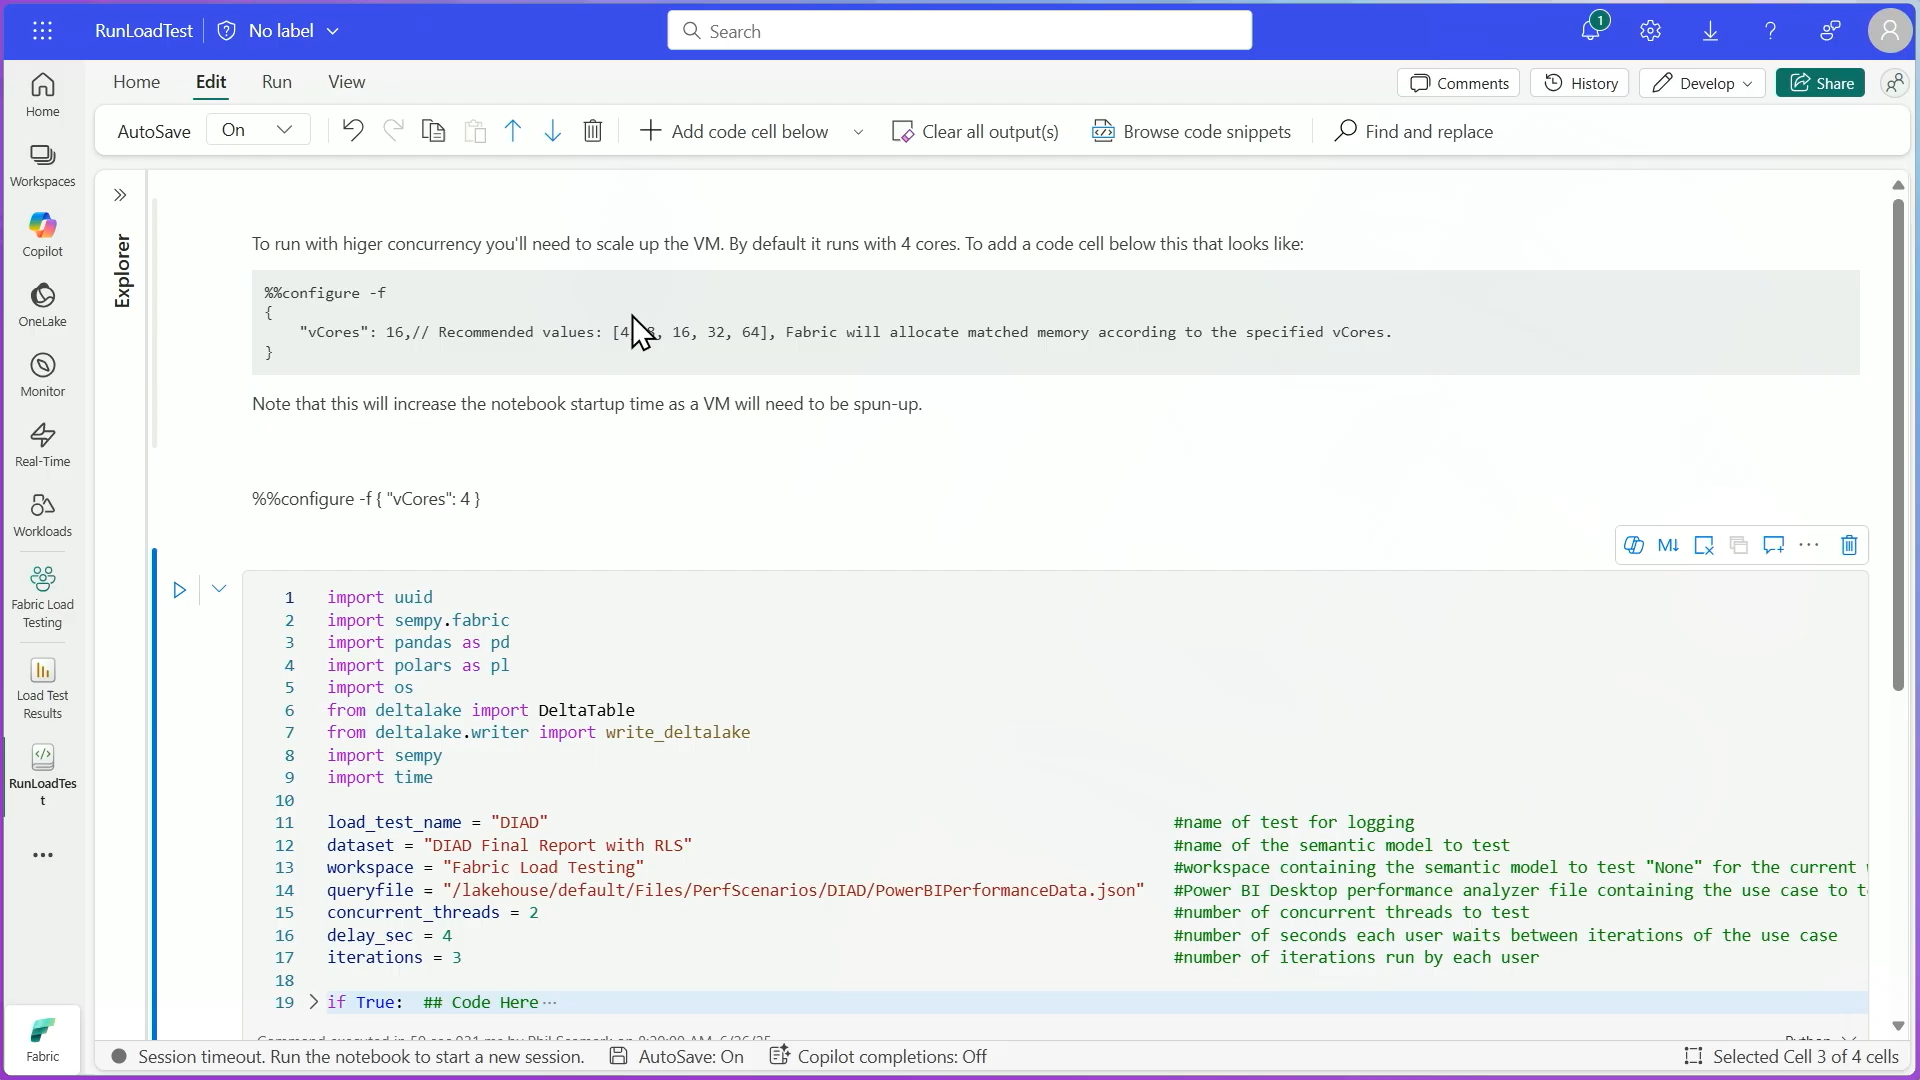 RunLoadTest
No label
Search
1
Home
Edit
Run
View
Comments
History
Develop
Share
AutoSave
On
Add code cell below
Clear all output(s)
Browse code snippets
Find and replace
Home
Workspaces
Copilot
OneLake
Monitor
Real-Time
Workloads
Fabric Load
Testing
Load Test
Results
RunLoadTes
t
Fabric
Explorer
To run with higer concurrency you'll need to scale up the VM. By default it runs with 4 cores. To add a code cell below this that looks like:
%%configure -f
{
"vCores": 16,// Recommended values: [4, 8, 16, 32, 64], Fabric will allocate matched memory according to the specified vCores.
}
Note that this will increase the notebook startup time as a VM will need to be spun-up.
%%configure -f { "vCores": 4 }
1 import uuid
2 import sempy.fabric
3 import pandas as pd
4 import polars as pl
5 import os
6 from deltalake import DeltaTable
7 from deltalake.writer import write_deltalake
8 import sempy
9 import time
10
11 load_test_name = "DIAD" #name of test for logging
12 dataset = "DIAD Final Report with RLS" #name of the semantic model to test
13 workspace = "Fabric Load Testing" #workspace containing the semantic model to test "None" for the current
14 queryfile = "/lakehouse/default/Files/PerfScenarios/DIAD/PowerBIPerformanceData.json" #Power BI Desktop performance analyzer file containing the use case to
15 concurrent_threads = 2 #number of concurrent threads to test
16 delay_sec = 4 #number of seconds each user waits between iterations of the use case
17 iterations = 3 #number of iterations run by each user
18
19 if True: ## Code Here ···
Session timeout. Run the notebook to start a new session.
AutoSave: On
Copilot completions: Off
Selected Cell 3 of 4 cells